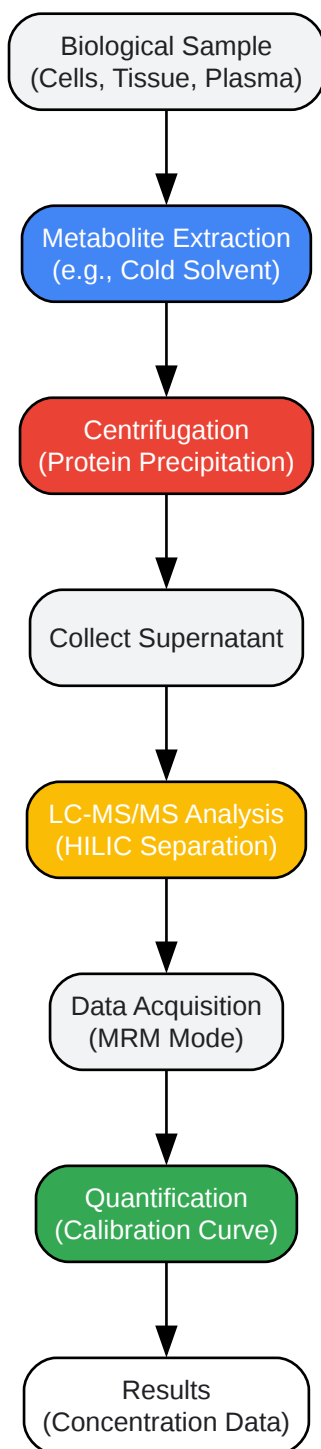 Biological Sample
(Cells, Tissue, Plasma)
Metabolite Extraction
(e.g., Cold Solvent)
Centrifugation
(Protein Precipitation)
Collect Supernatant
LC-MS/MS Analysis
(HILIC Separation)
Data Acquisition
(MRM Mode)
Quantification
(Calibration Curve)
Results
(Concentration Data)